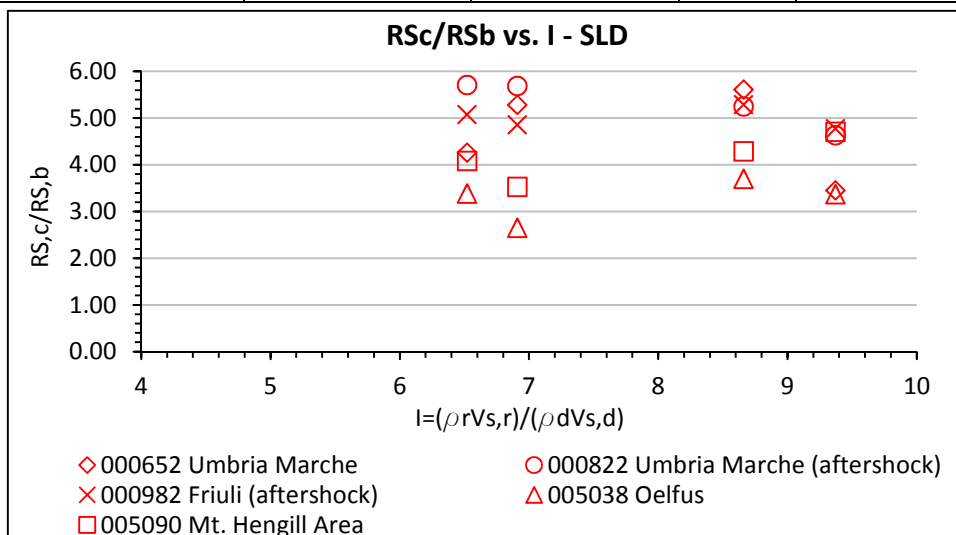 RSc/RSb vs. I - SLD
6.00
5.00
4.00
3.00
2.00
1.00
0.00
RS,c/RS,b
4 5 6 7 8 9 10
I=(ρrVs,r)/(ρdVs,d)
000652 Umbria Marche
000822 Umbria Marche (aftershock)
000982 Friuli (aftershock)
005038 Oelfus
005090 Mt. Hengill Area